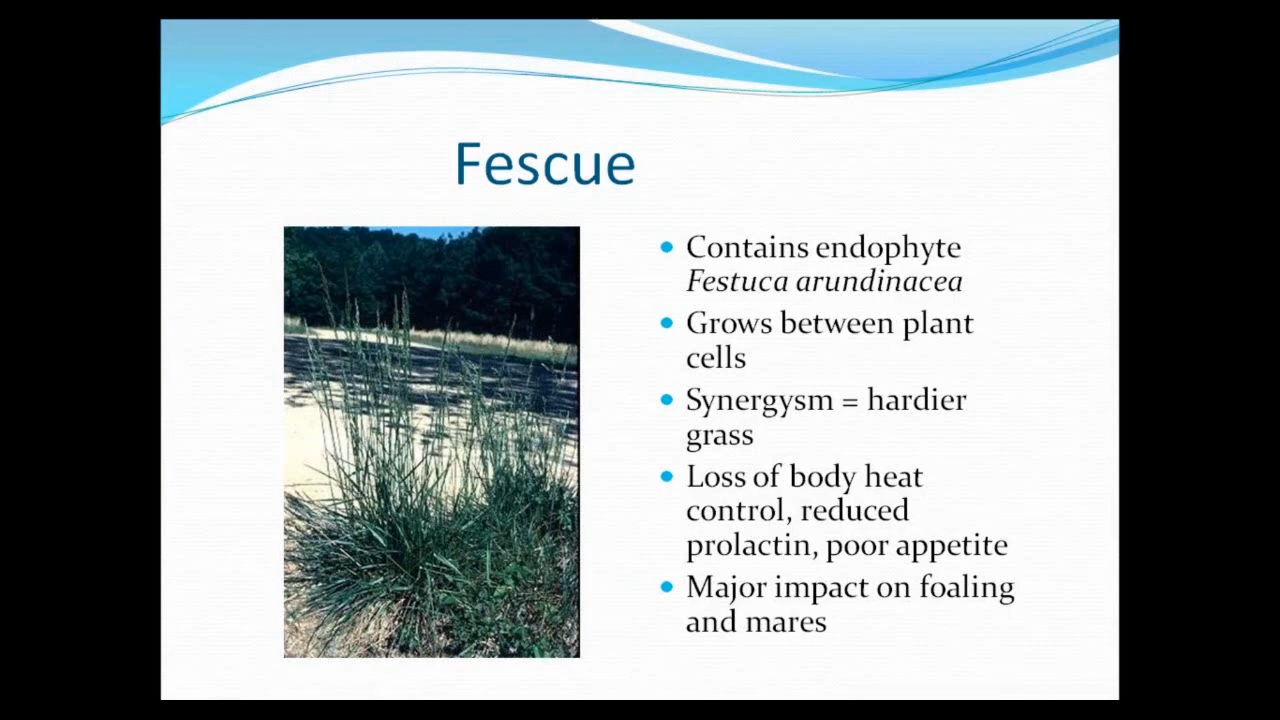 Fescue
Contains endophyte
Festuca arundinacea
Grows between plant
cells
Synergysm = hardier
grass
Loss of body heat
control, reduced
prolactin, poor appetite
Major impact on foaling
and mares